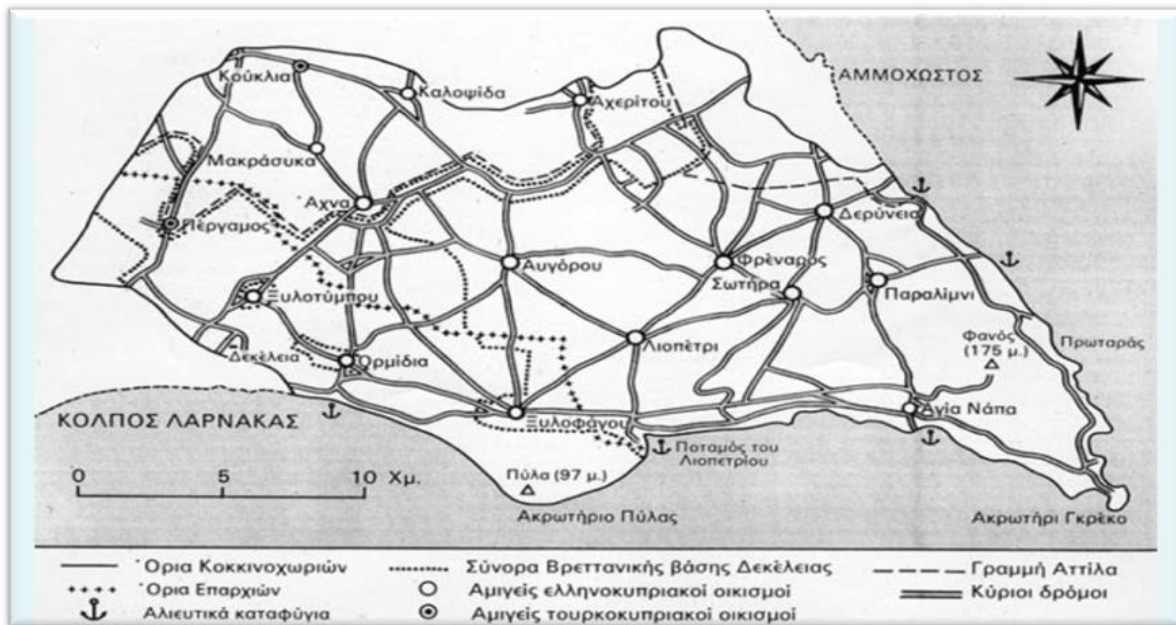 ΑΜΜΟΧΩΣΤΟΣ
Κούκλια
Καλοψίδα
Αχερίτου
Μακράσυκα
Άχνα
Πέργαμος
Δερύνεια
Αυγόρου
Φρέναρος
Σωτήρα
Παραλίμνι
Ξυλοτύμπου
Λιοπέτρι
Φανός
(175 μ.)
Πρωταράς
Δεκέλεια
Ορμίδια
ΚΟΛΠΟΣ ΛΑΡΝΑΚΑΣ
Ξυλοφάγου
Αγία Νάπα
Ποταμός του
Λιοπετρίου
0 5 10 Χμ.
Πύλα (97 μ.)
Ακρωτήριο Πύλας
Ακρωτήρι Γκρέκο
Όρια Κοκκινοχωριών
Σύνορα Βρεττανικής βάσης Δεκέλειας
Γραμμή Αττίλα
Όρια Επαρχιών
Αμιγείς ελληνοκυπριακοί οικισμοί
Κύριοι δρόμοι
Αλιευτικά καταφύγια
Αμιγείς τουρκοκυπριακοί οικισμοί